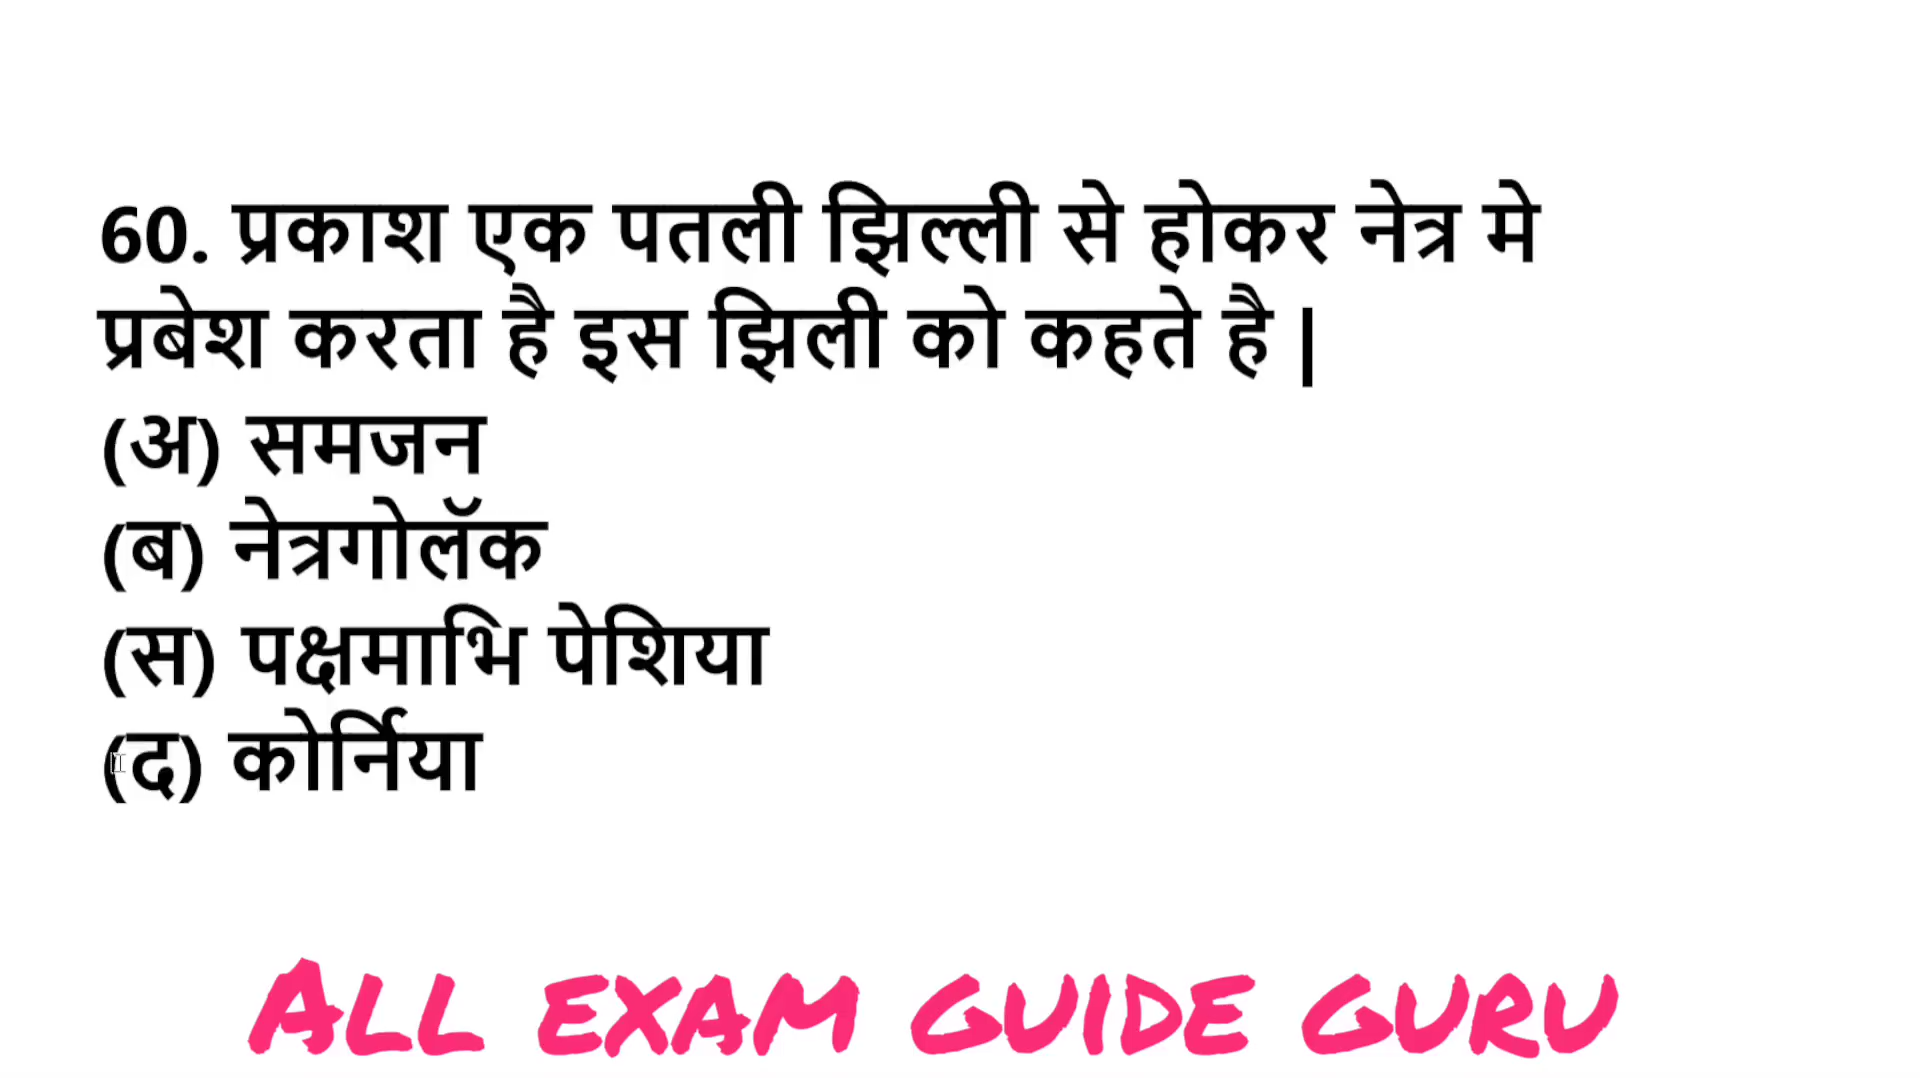 60. प्रकाश एक पतली झिल्ली से होकर नेत्र मे
प्रबेश करता है इस झिली को कहते है |
(अ) समजन
(ब) नेत्रगोलॅक
(स) पक्षमाभि पेशिया
(द) कोर्निया
ALL EXAM GUIDE GURU